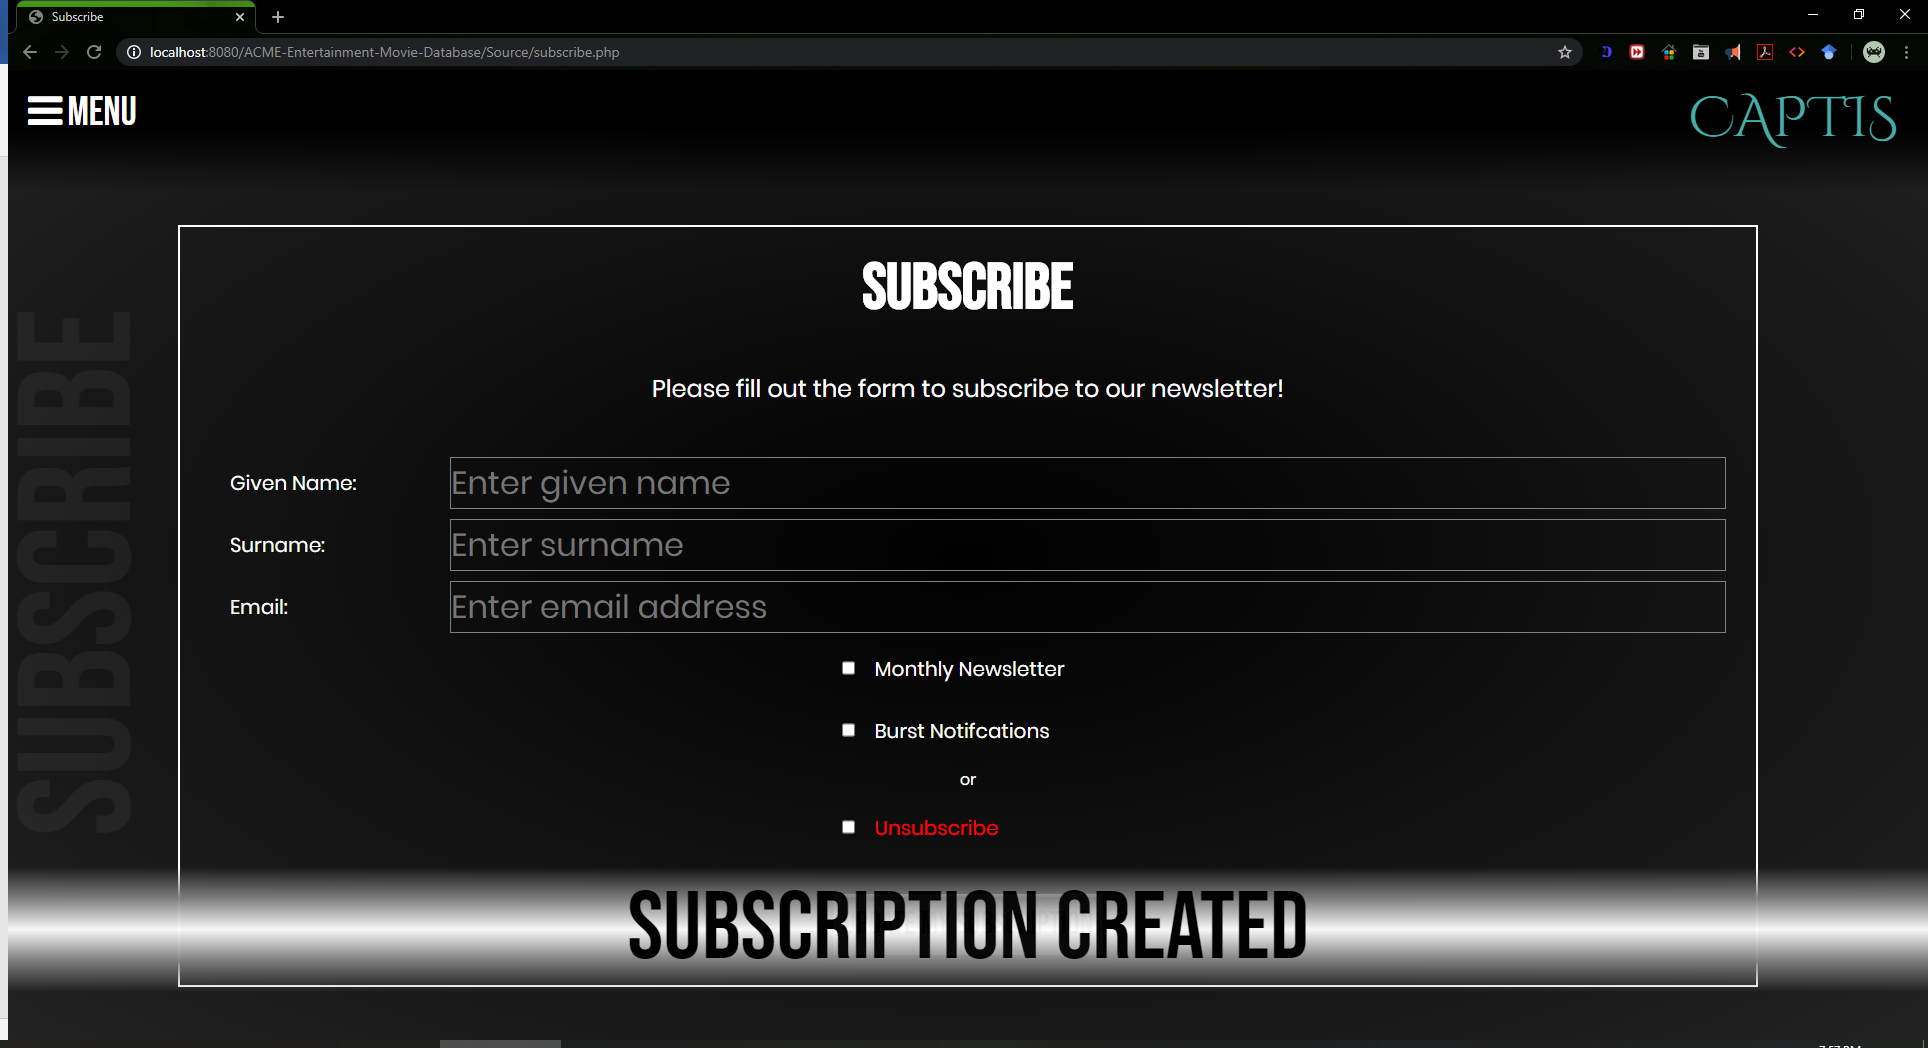 Subscribe
localhost:8080/ACME-Entertainment-Movie-Database/Source/subscribe.php
MENU
CAPTIS
SUBSCRIBE
SUBSCRIBE
Please fill out the form to subscribe to our newsletter!
Given Name:
Enter given name
Surname:
Enter surname
Email:
Enter email address
Monthly Newsletter
Burst Notifcations
or
Unsubscribe
SUBSCRIPTION CREATED